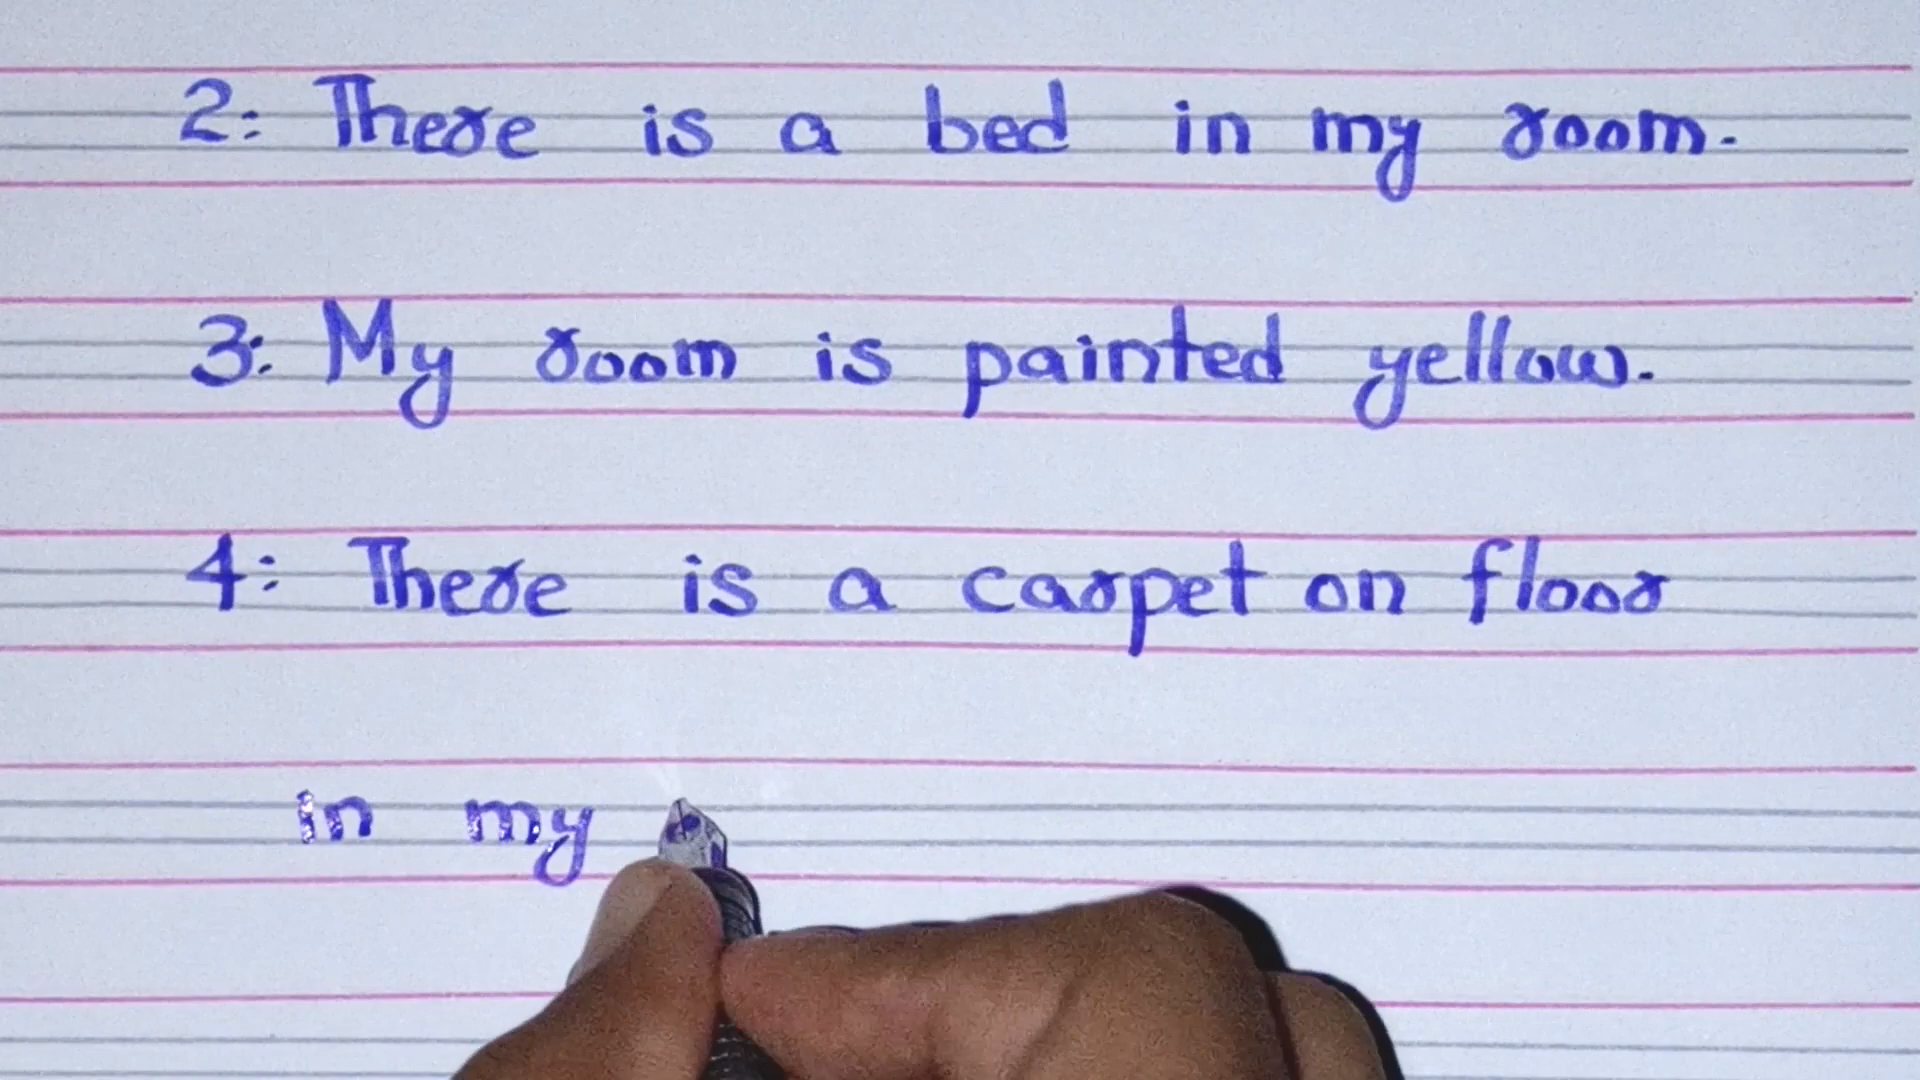 2: There is a bed in my room.
3: My room is painted yellow.
4: There is a carpet on floor
in my